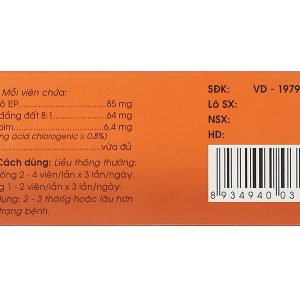 Mỗi viên chứa:
ô EP............................85 mg
đắng đất 8:1..................64 mg
bìm............................6.4 mg
ng acid chlorogenic ≥ 0,8%)
.................................vừa đủ
Cách dùng: Liều thông thường:
ống 2 - 4 viên/lần x 3 lần/ngày.
g 1 - 2 viên/lần x 3 lần/ngày.
dụng: 2 - 3 tháng hoặc lâu hơn
trạng bệnh.
SĐK: VD - 1979
Lô SX:
NSX:
HD:
8 934940 03